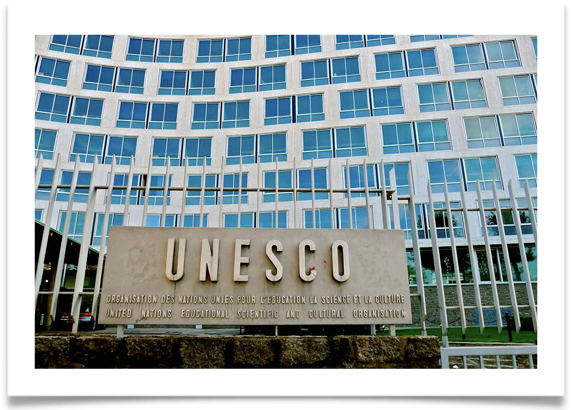 UNESCO
ORGANISATION DES NATIONS UNIES POUR L'EDUCATION LA SCIENCE ET LA CULTURE
UNITED NATIONS EDUCATIONAL SCIENTIFIC AND CULTURAL ORGANISATION